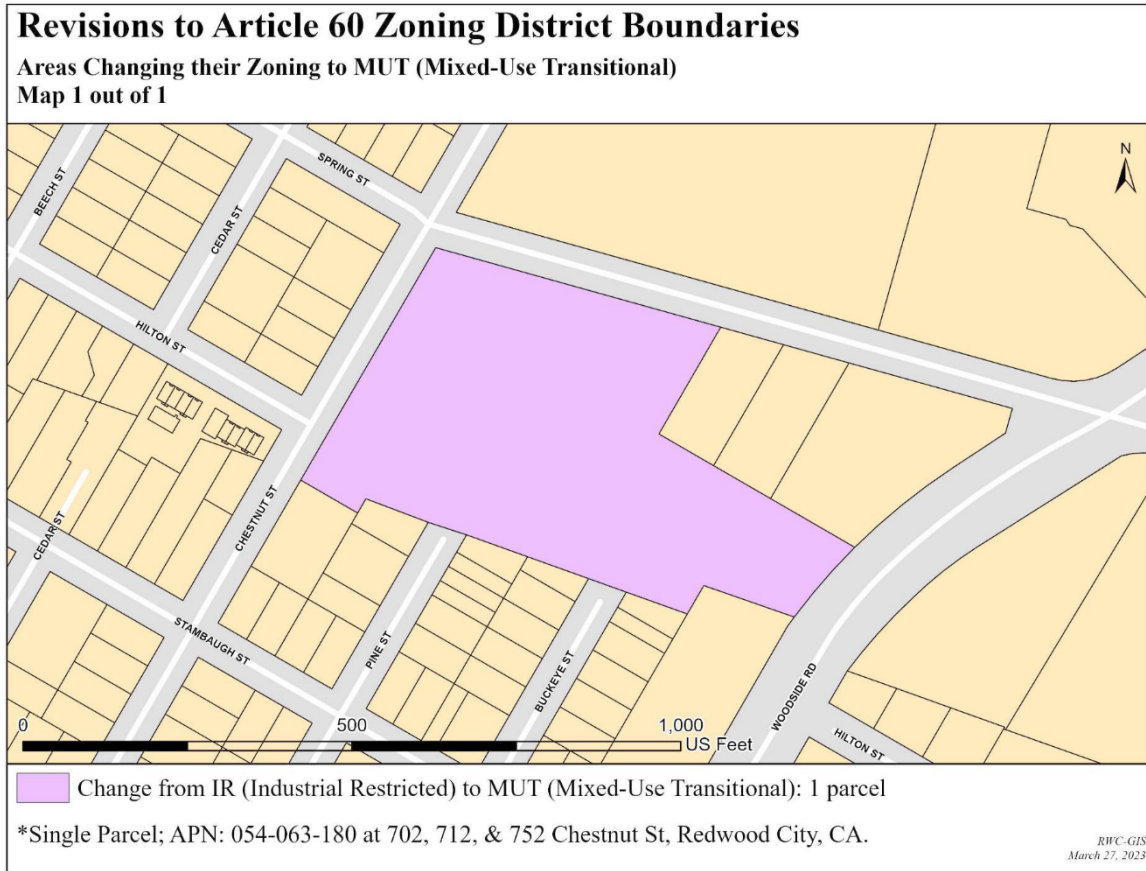 Revisions to Article 60 Zoning District Boundaries
Areas Changing their Zoning to MUT (Mixed-Use Transitional)
Map 1 out of 1
N
SPRING ST
BEECH ST
CEDAR ST
HILTON ST
CHESTNUT ST
CEDAR ST
STAMBAUGH ST
PINE ST
BUCKEYE ST
WOODSIDE RD
HILTON ST
0 500 1,000
US Feet
Change from IR (Industrial Restricted) to MUT (Mixed-Use Transitional): 1 parcel
*Single Parcel; APN: 054-063-180 at 702, 712, & 752 Chestnut St, Redwood City, CA.
RWC-GIS
March 27, 2023